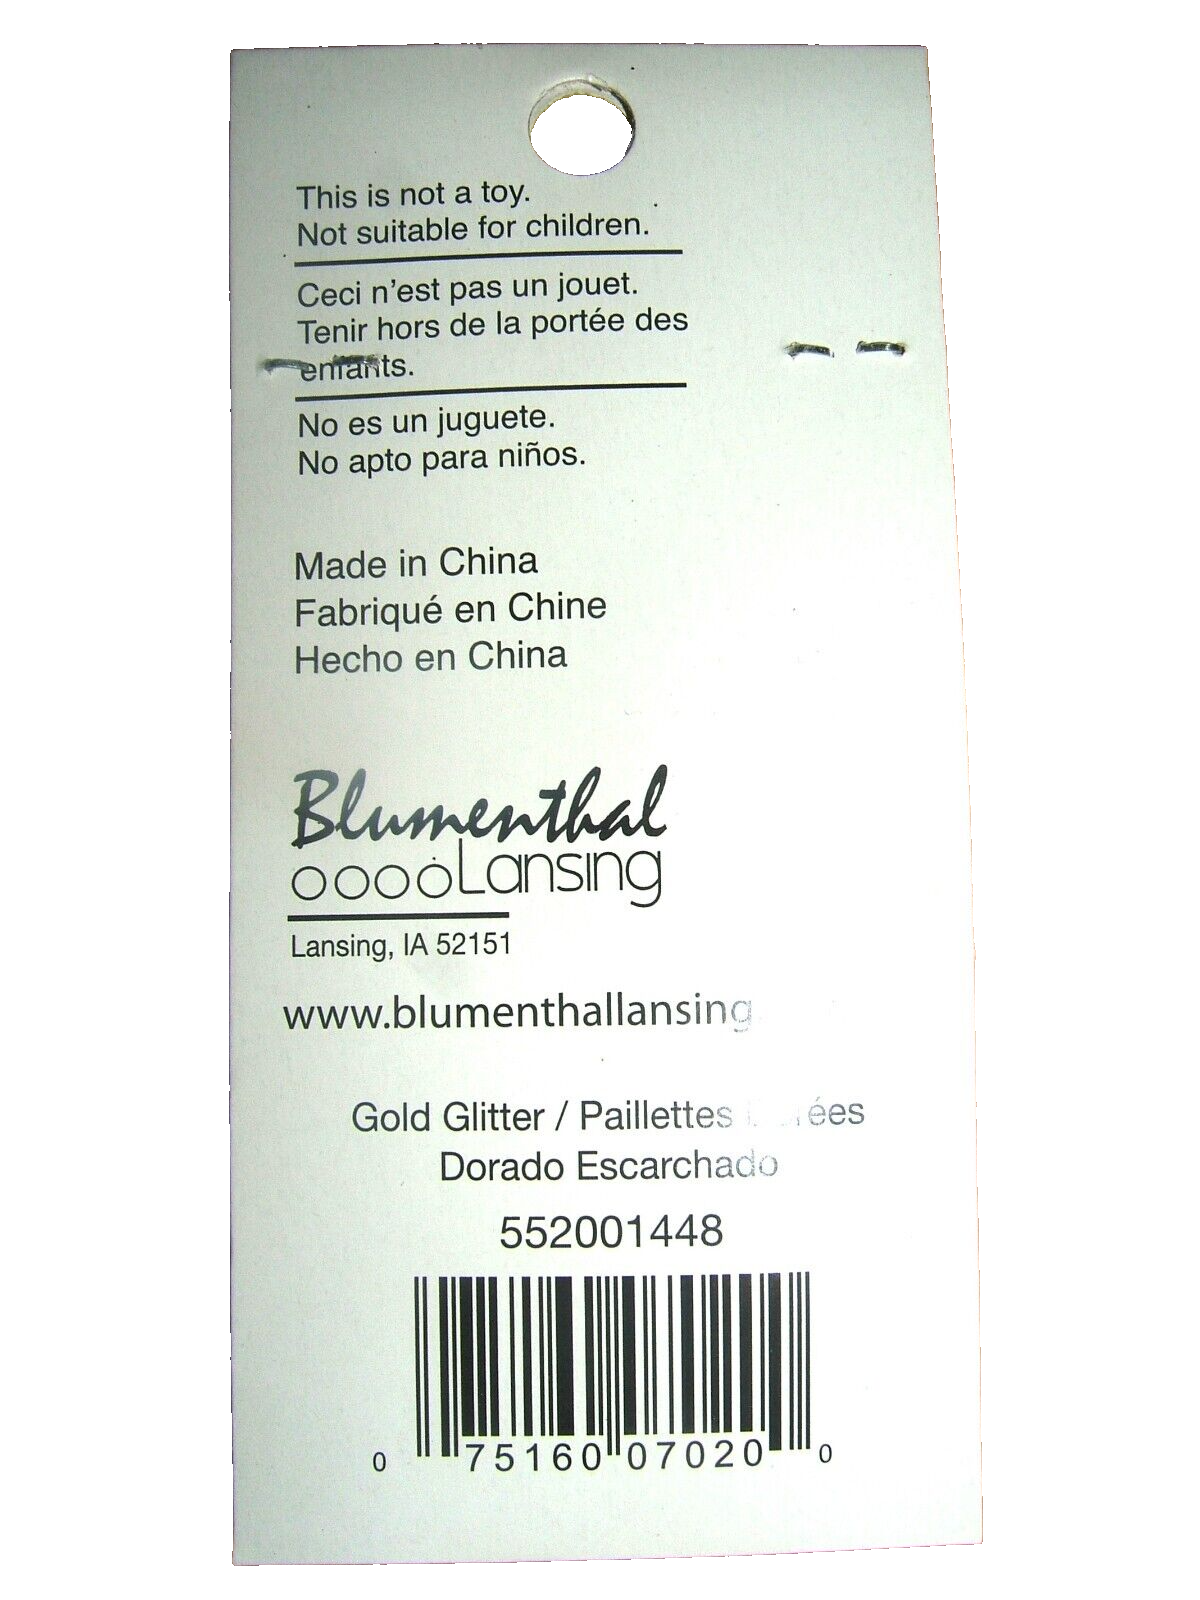 This is not a toy.
Not suitable for children.
Ceci n'est pas un jouet.
Tenir hors de la portée des
enfants.
No es un juguete.
No apto para niños.
Made in China
Fabriqué en Chine
Hecho en China
Blumenthal
Lansing
Lansing, IA 52151
www.blumenthallansing
Gold Glitter / Paillettes
Dorado Escarchado
552001448
0 75160 07020 0